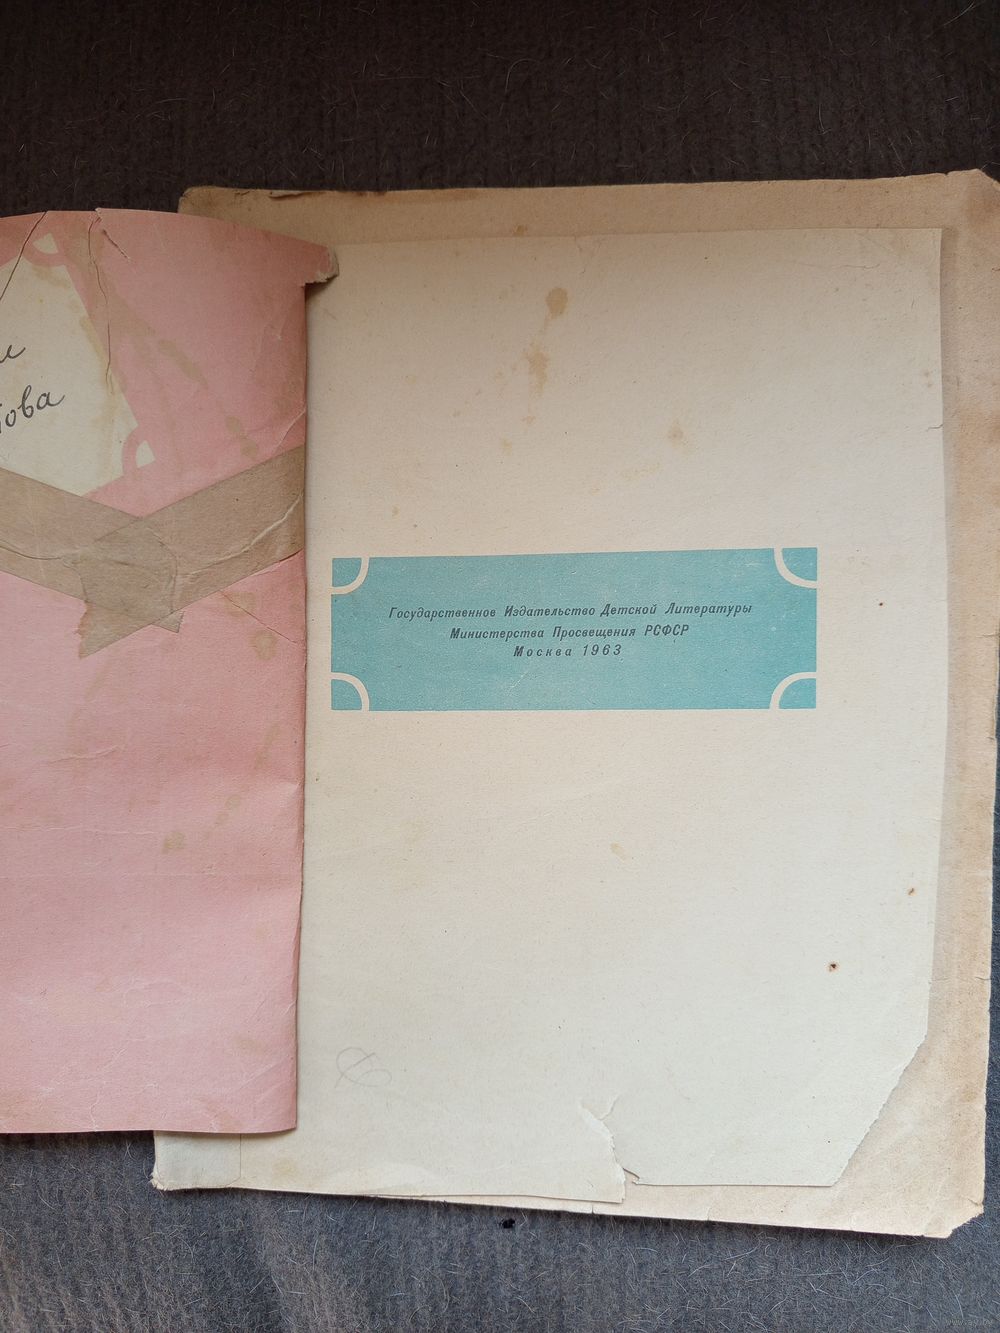 Государственное Издательство Детской Литературы
Министерства Просвещения РСФСР
Москва 1963